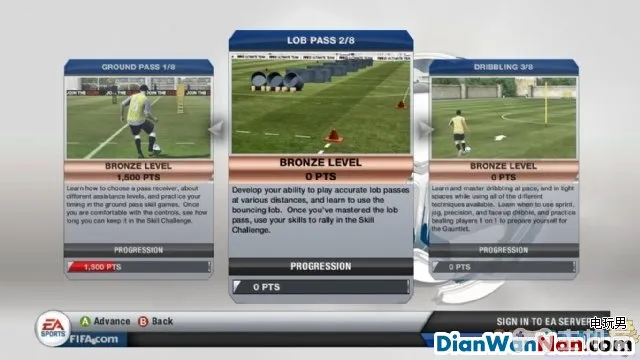 GROUND PASS 1/8
BRONZE LEVEL
1,500 PTS
Learn how to choose a pass receiver, about
different assistance levels, and practice your
timing in the ground pass skill games. Once
you are comfortable with the controls, see how
long you can keep it in the Skill Challenge.
PROGRESSION
1,500 PTS
LOB PASS 2/8
BRONZE LEVEL
0 PTS
Develop your ability to play accurate lob passes
at various distances, and learn to use the
bouncing lob. Once you've mastered the lob
pass, use your skills to rally in the Skill
Challenge.
PROGRESSION
0 PTS
DRIBBLING 3/8
BRONZE LEVEL
0 PTS
Learn and master dribbling at pace, and in tight
spaces while using all of the different
techniques available. Learn when to use sprint,
jog, precision, and face up dribble, and practice
beating players 1 on 1 to prepare yourself for
the Gauntlet.
PROGRESSION
0 PTS
EA
SPORTS
A Advance B Back
FIFA.com
SIGN IN TO EA SERVER
电玩男
DianWanNan.com